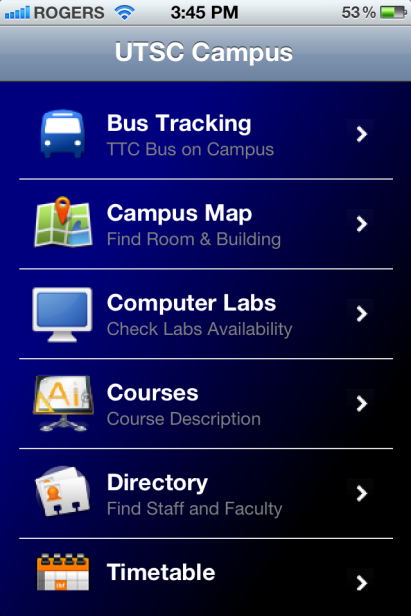 ROGERS 3:45 PM 53%
UTSC Campus
Bus Tracking
TTC Bus on Campus
Campus Map
Find Room & Building
Computer Labs
Check Labs Availability
Ai
Courses
Course Description
Directory
Find Staff and Faculty
Timetable